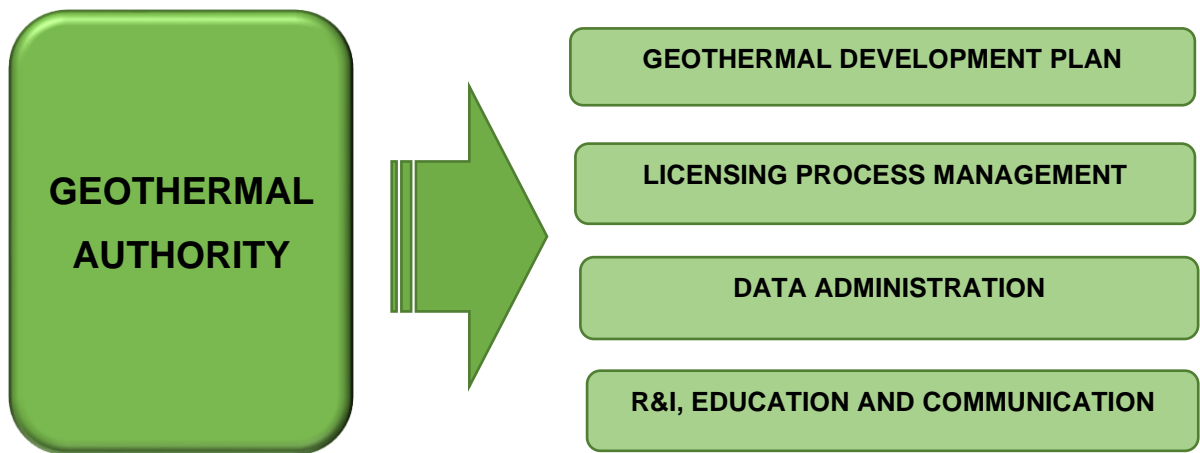 GEOTHERMAL
AUTHORITY
GEOTHERMAL DEVELOPMENT PLAN
LICENSING PROCESS MANAGEMENT
DATA ADMINISTRATION
R&I, EDUCATION AND COMMUNICATION